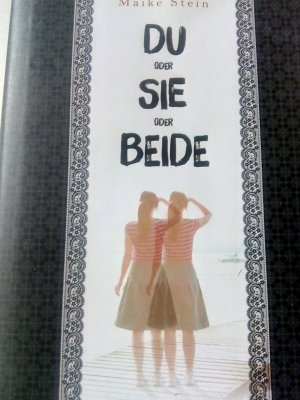 Maike Stein
DU
ODER
SIE
ODER
BEIDE